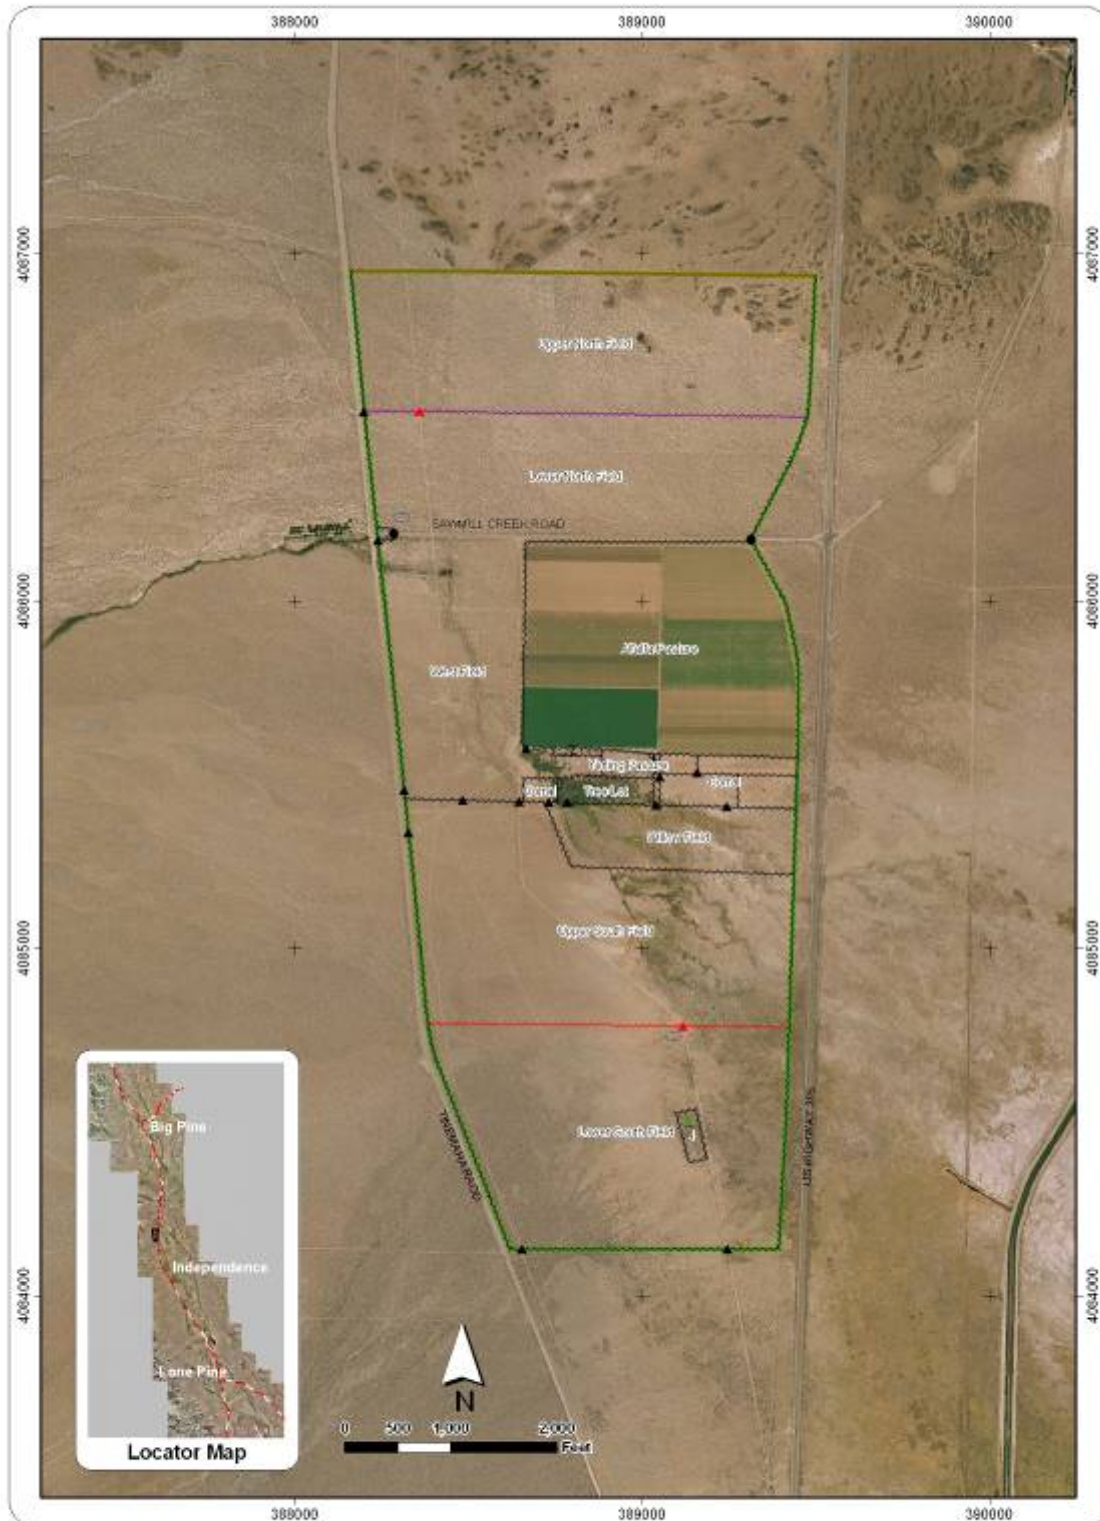 388000
389000
390000
4087000
4087000
Upper North Field
Lower North Field
SAWMILL CREEK ROAD
4086000
4086000
Middle Pasture
West Field
Corral
Corral
Tree Lot
Willow Field
4085000
4085000
Upper South Field
Lower South Field
J
TINEMAHA ROAD
US HIGHWAY 395
4084000
4084000
Big Pine
Independence
Lone Pine
Locator Map
N
0 500 1,000 2,000
Feet
388000
389000
390000